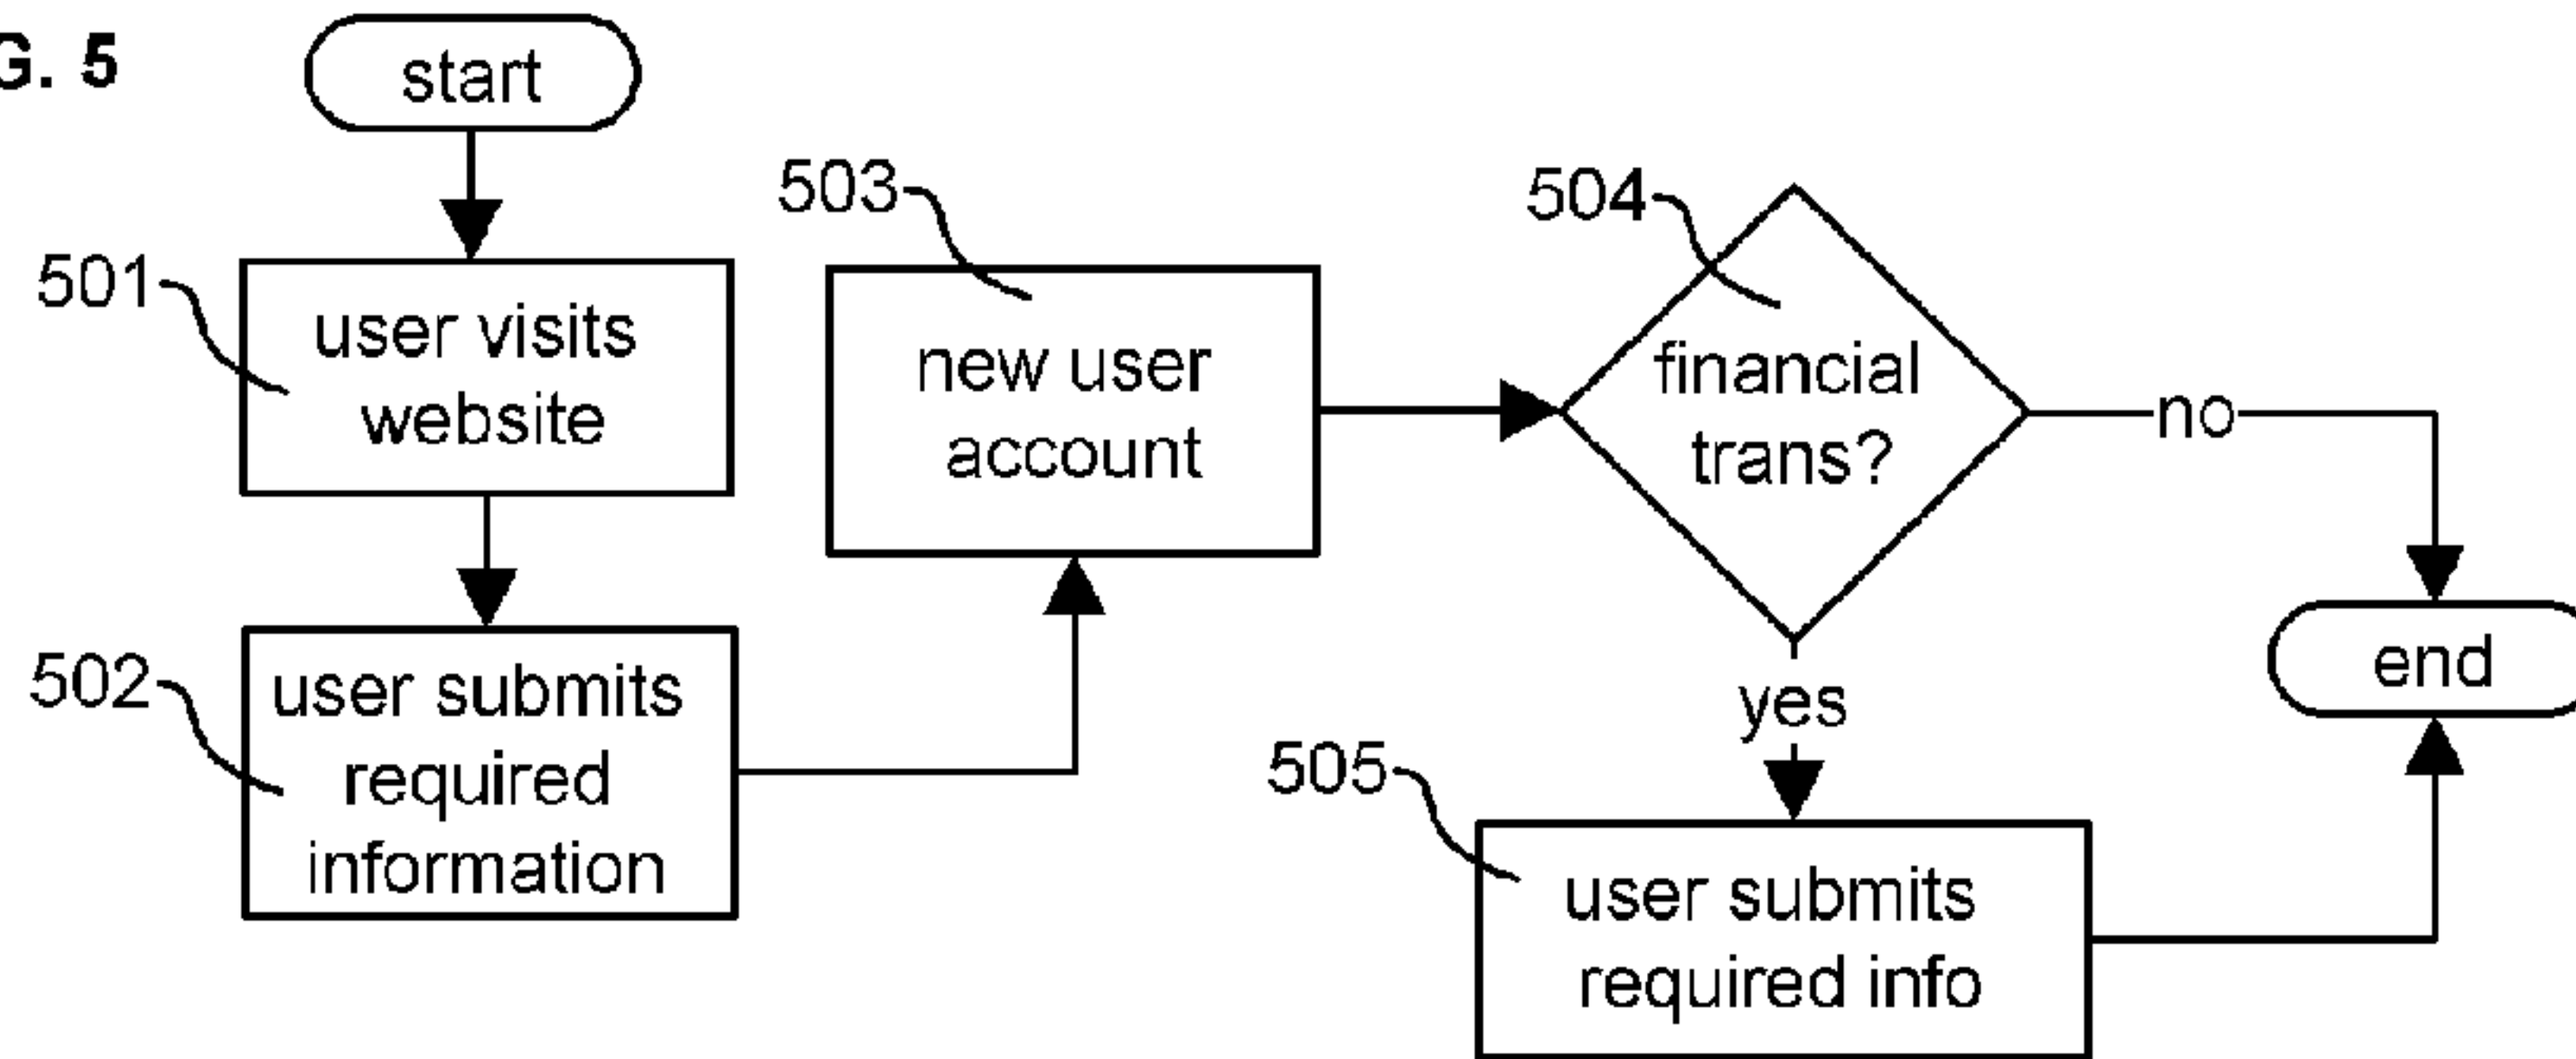 G. 5
start
501
user visits
website
502
user submits
required
information
503
new user
account
504
financial
trans?
no
yes
505
user submits
required info
end